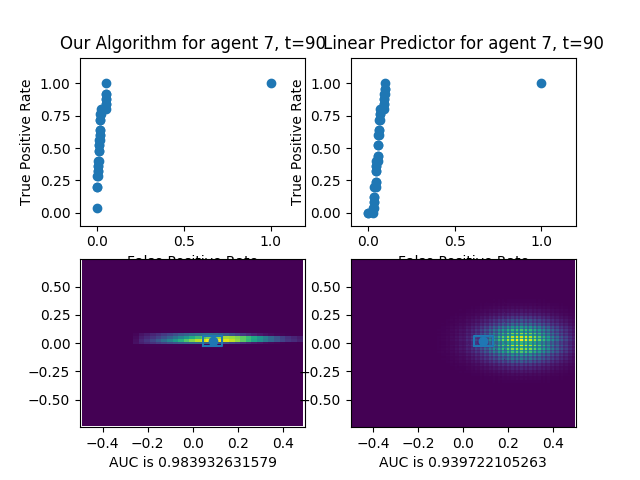 Our Algorithm for agent 7, t=90
Linear Predictor for agent 7, t=90
True Positive Rate
1.00
0.75
0.50
0.25
0.00
0.0 0.5 1.0
False Positive Rate
True Positive Rate
1.00
0.75
0.50
0.25
0.00
0.0 0.5 1.0
False Positive Rate
0.50
0.25
0.00
−0.25
−0.50
−0.4 −0.2 0.0 0.2 0.4
AUC is 0.983932631579
0.50
0.25
0.00
−0.25
−0.50
−0.4 −0.2 0.0 0.2 0.4
AUC is 0.939722105263